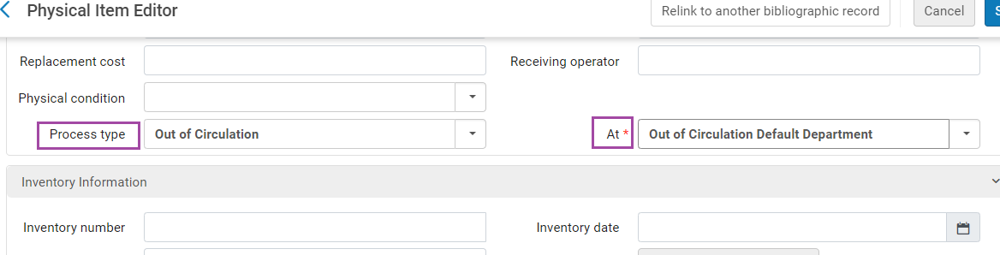 Physical Item Editor
Relink to another bibliographic record
Cancel
Replacement cost
Receiving operator
Physical condition
Process type
Out of Circulation
At *
Out of Circulation Default Department
Inventory Information
Inventory number
Inventory date